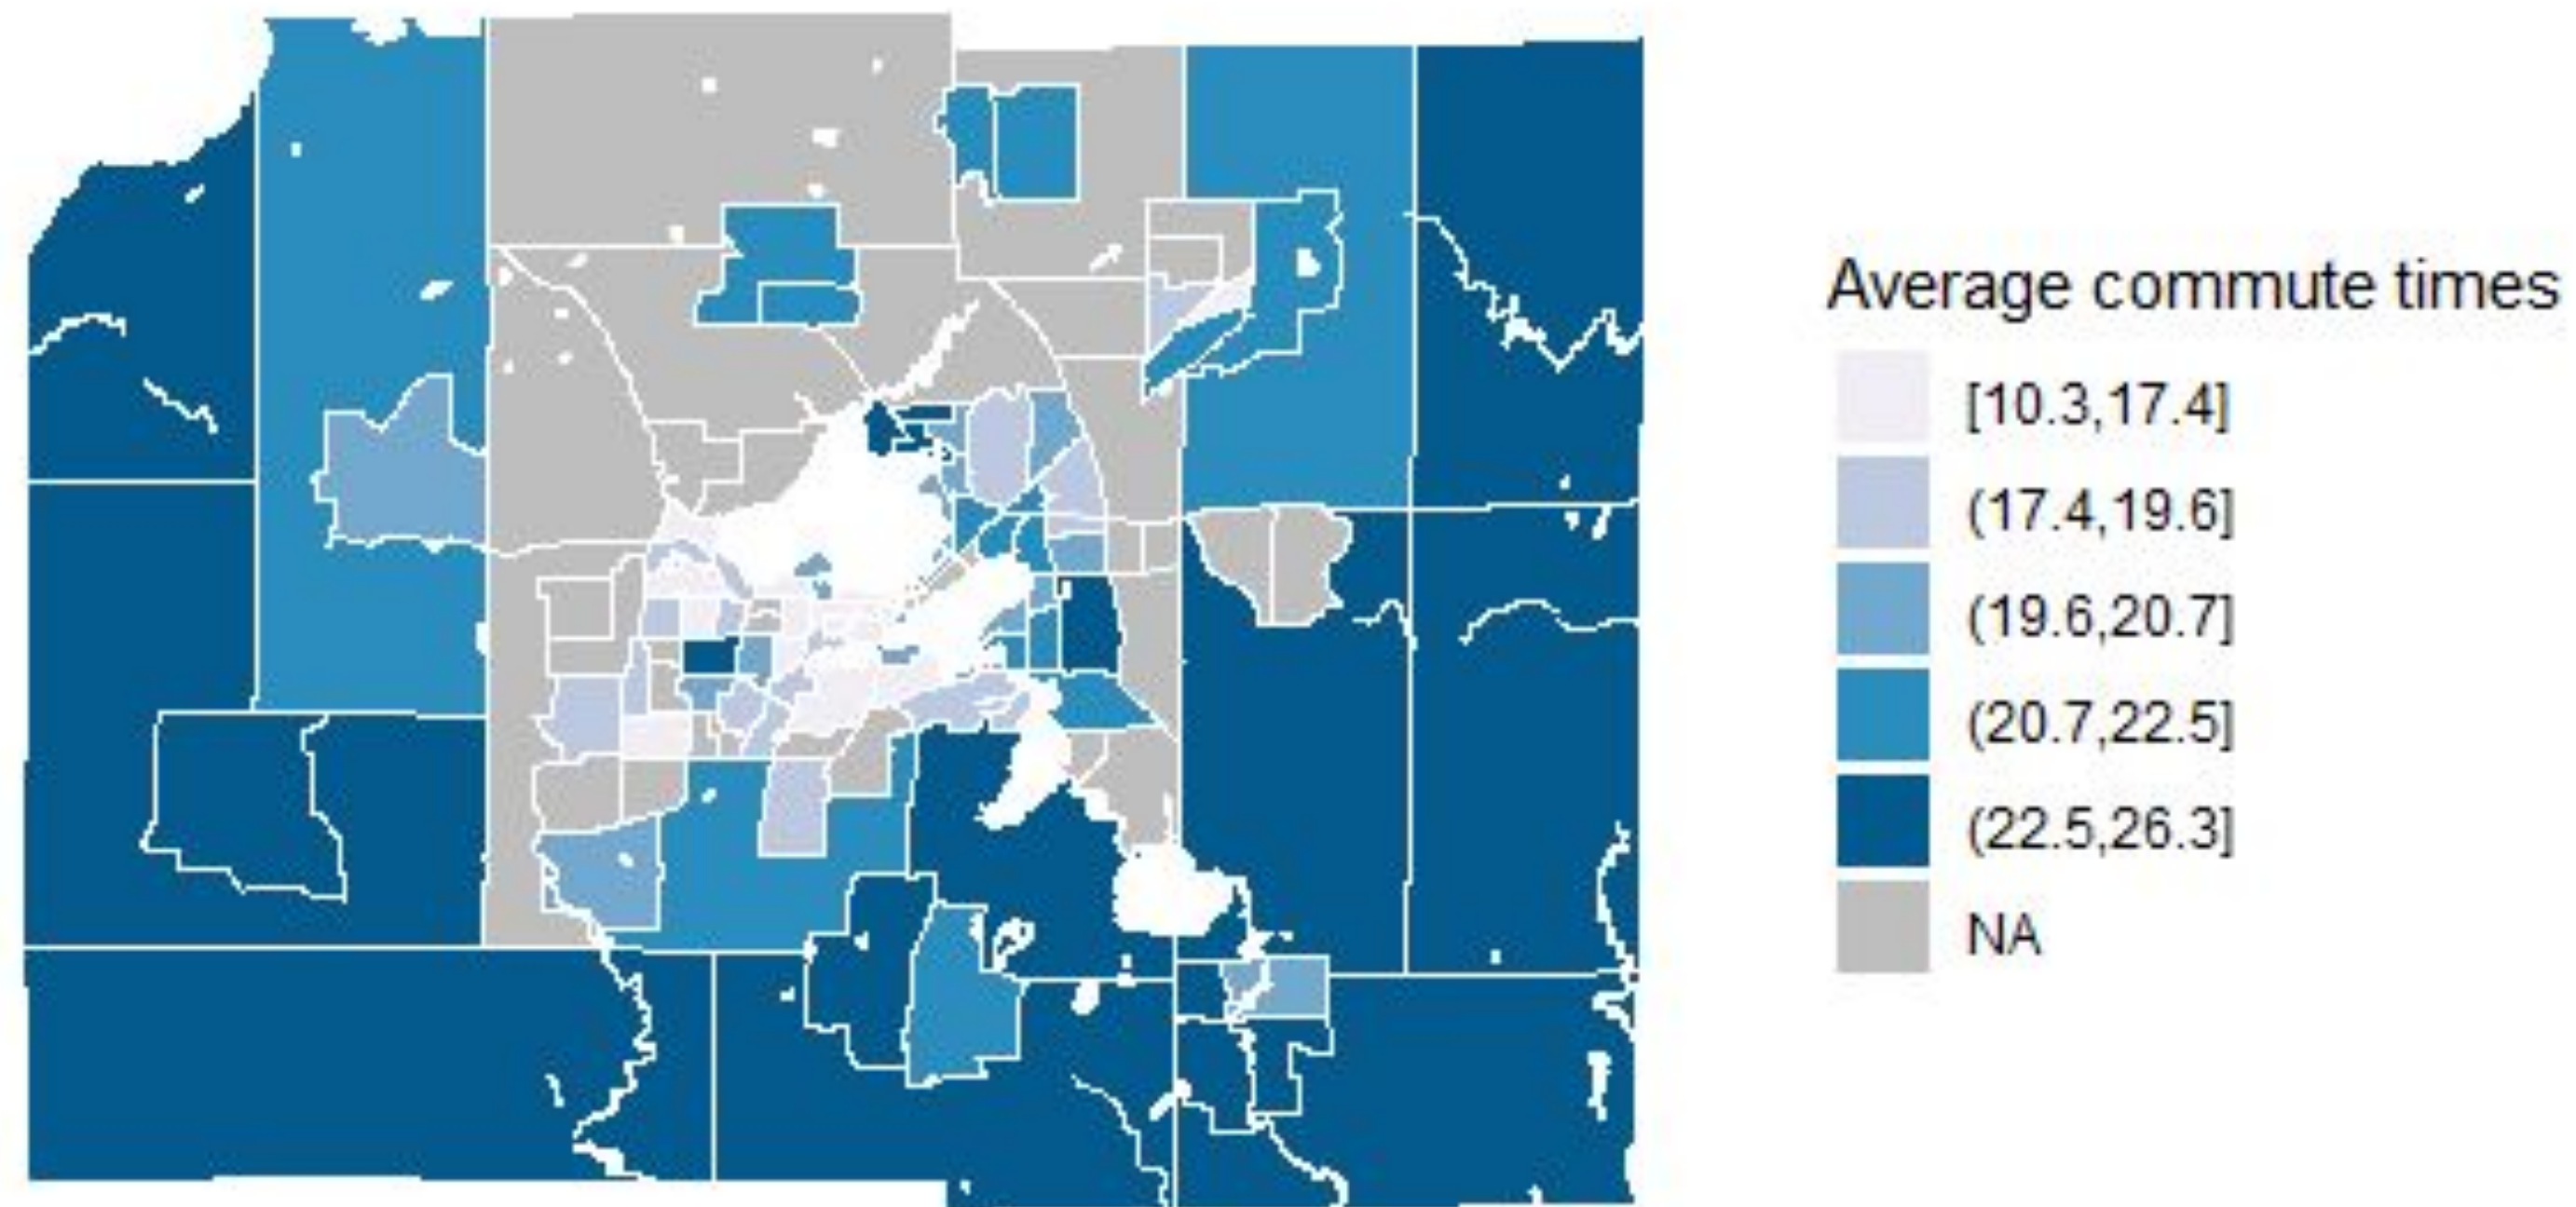 Average commute times
[10.3,17.4]
(17.4,19.6]
(19.6,20.7]
(20.7,22.5]
(22.5,26.3]
NA